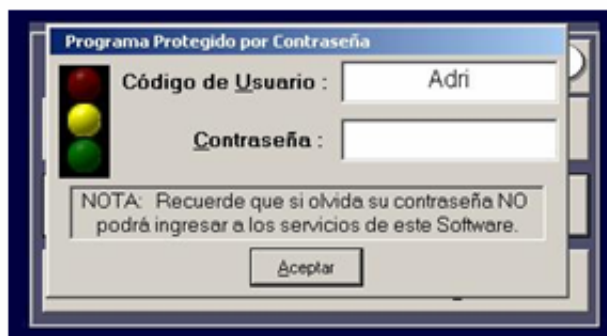 Programa Protegido por Contraseña
Código de Usuario : Adri
Contraseña :
NOTA: Recuerde que si olvida su contraseña NO
podrá ingresar a los servicios de este Software.
Aceptar